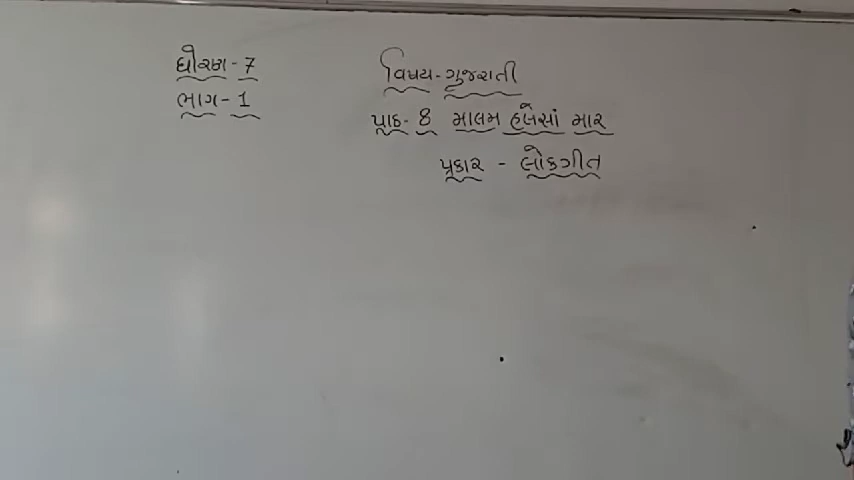 ધોરણ - 7
ભાગ - 1
વિષય - ગુજરાતી
પાઠ - 8 માલમ હલેસાં માર
પ્રકાર - લોકગીત